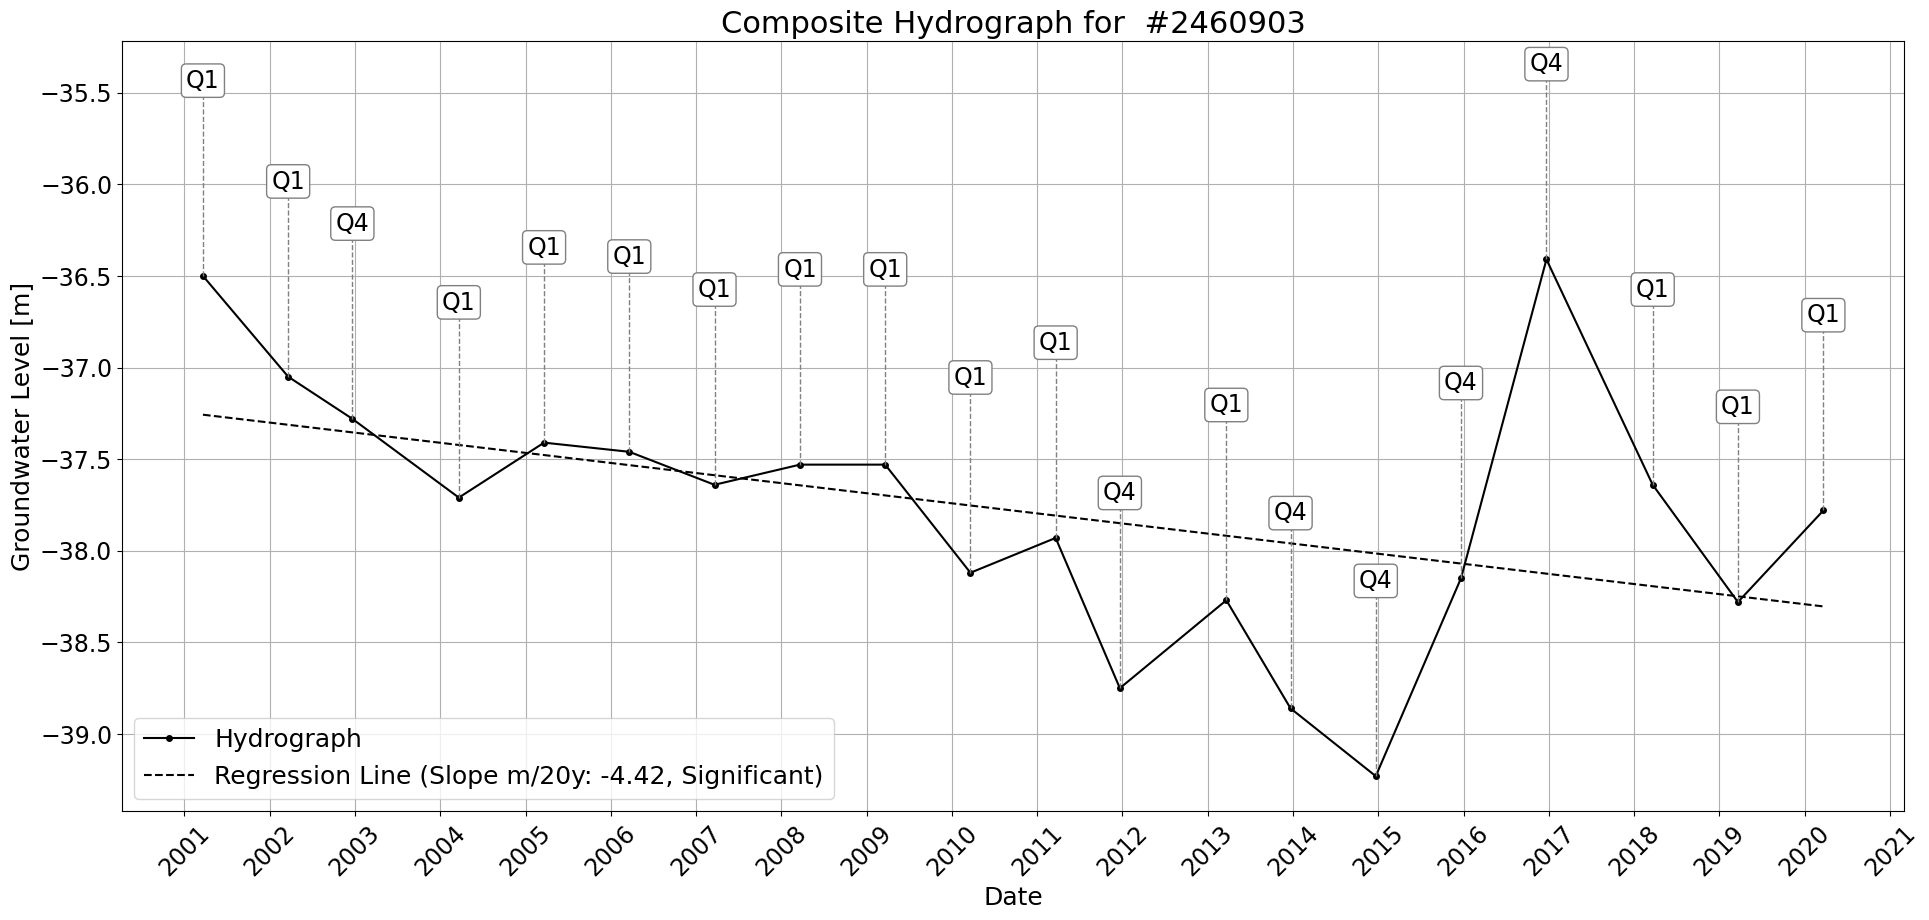 Composite Hydrograph for  #2460903
Groundwater Level [m]
−35.5
−36.0
−36.5
−37.0
−37.5
−38.0
−38.5
−39.0
Q1
Q1
Q4
Q1
Q1
Q1
Q1
Q1
Q1
Q1
Q1
Q4
Q1
Q4
Q4
Q4
Q4
Q1
Q1
Q1
Hydrograph
Regression Line (Slope m/20y: -4.42, Significant)
2001
2002
2003
2004
2005
2006
2007
2008
2009
2010
2011
2012
2013
2014
2015
2016
2017
2018
2019
2020
2021
Date